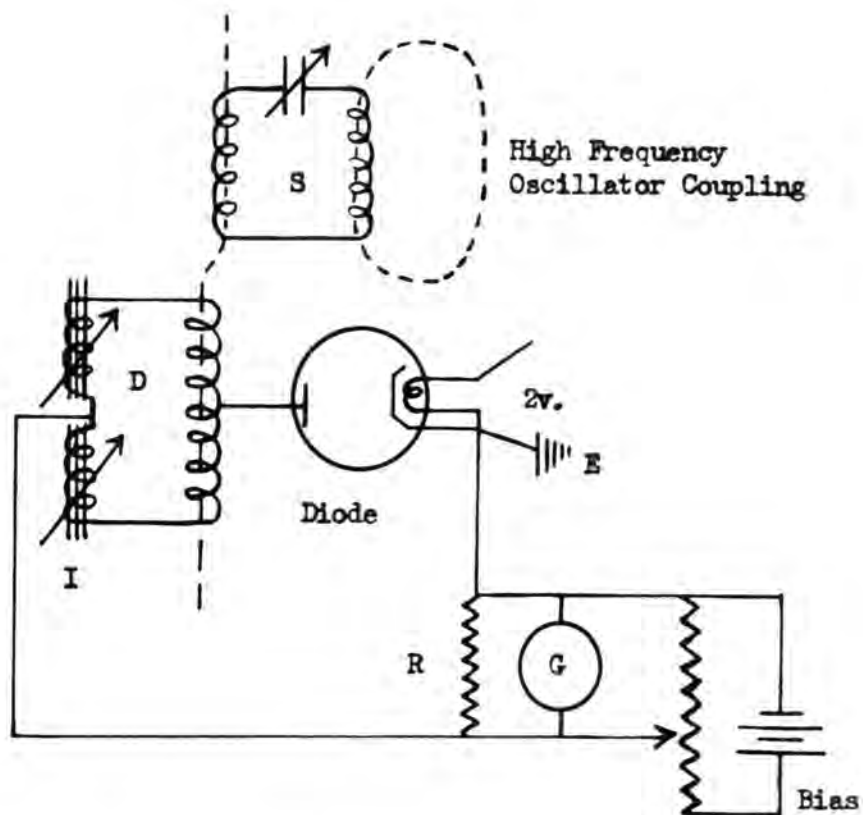 High Frequency
Oscillator Coupling
S
D
2v.
E
Diode
I
R
G
Bias